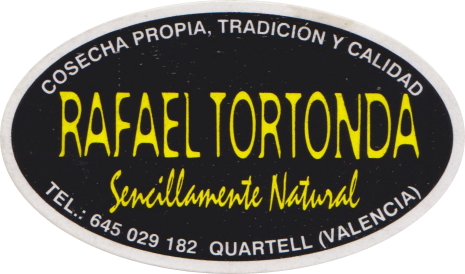 COSECHA PROPIA, TRADICIÓN Y CALIDAD
RAFAEL TORTONDA
Sencillamente Natural
TEL.: 645 029 182 QUARTELL (VALENCIA)